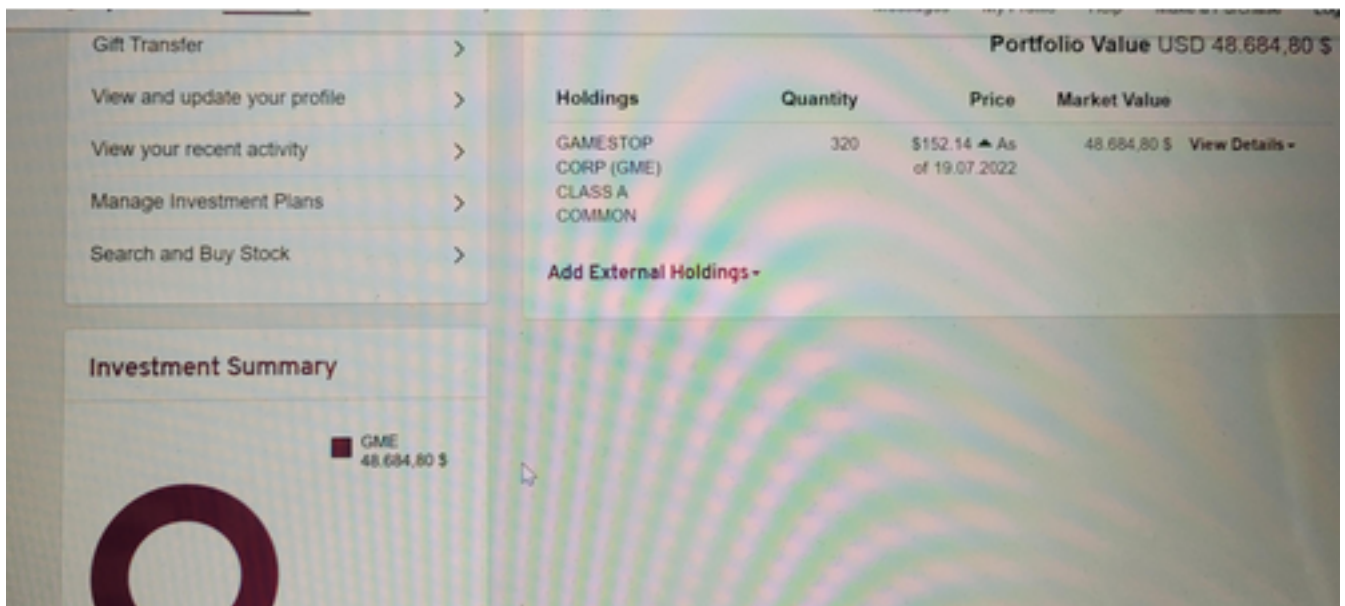 Gift Transfer
View and update your profile
View your recent activity
Manage Investment Plans
Search and Buy Stock
Portfolio Value USD 48.684,80 $
Holdings Quantity Price Market Value
GAMESTOP 320 $152.14 ▲ As 48.684,80 $ View Details
CORP (GME) of 19.07.2022
CLASS A
COMMON
Add External Holdings
Investment Summary
GME
48.684,80 $